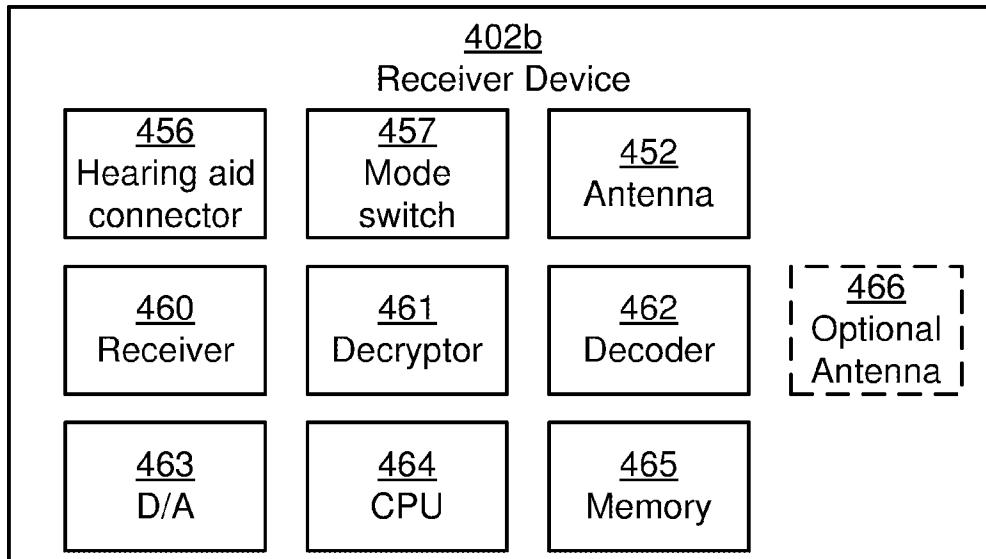 402b
Receiver Device
456
Hearing aid
connector
457
Mode
switch
452
Antenna
460
Receiver
461
Decryptor
462
Decoder
466
Optional
Antenna
463
D/A
464
CPU
465
Memory